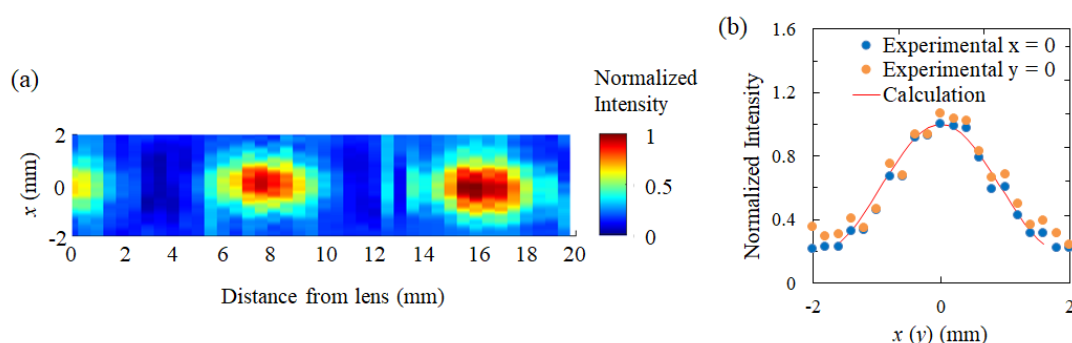 (a)
Normalized
Intensity
2
0
-2
x (mm)
0 2 4 6 8 10 12 14 16 18 20
Distance from lens (mm)
1
0.5
0
(b)
1.6
1.2
0.8
0.4
0
Normalized Intensity
Experimental x = 0
Experimental y = 0
Calculation
-2 0 2
x (y) (mm)